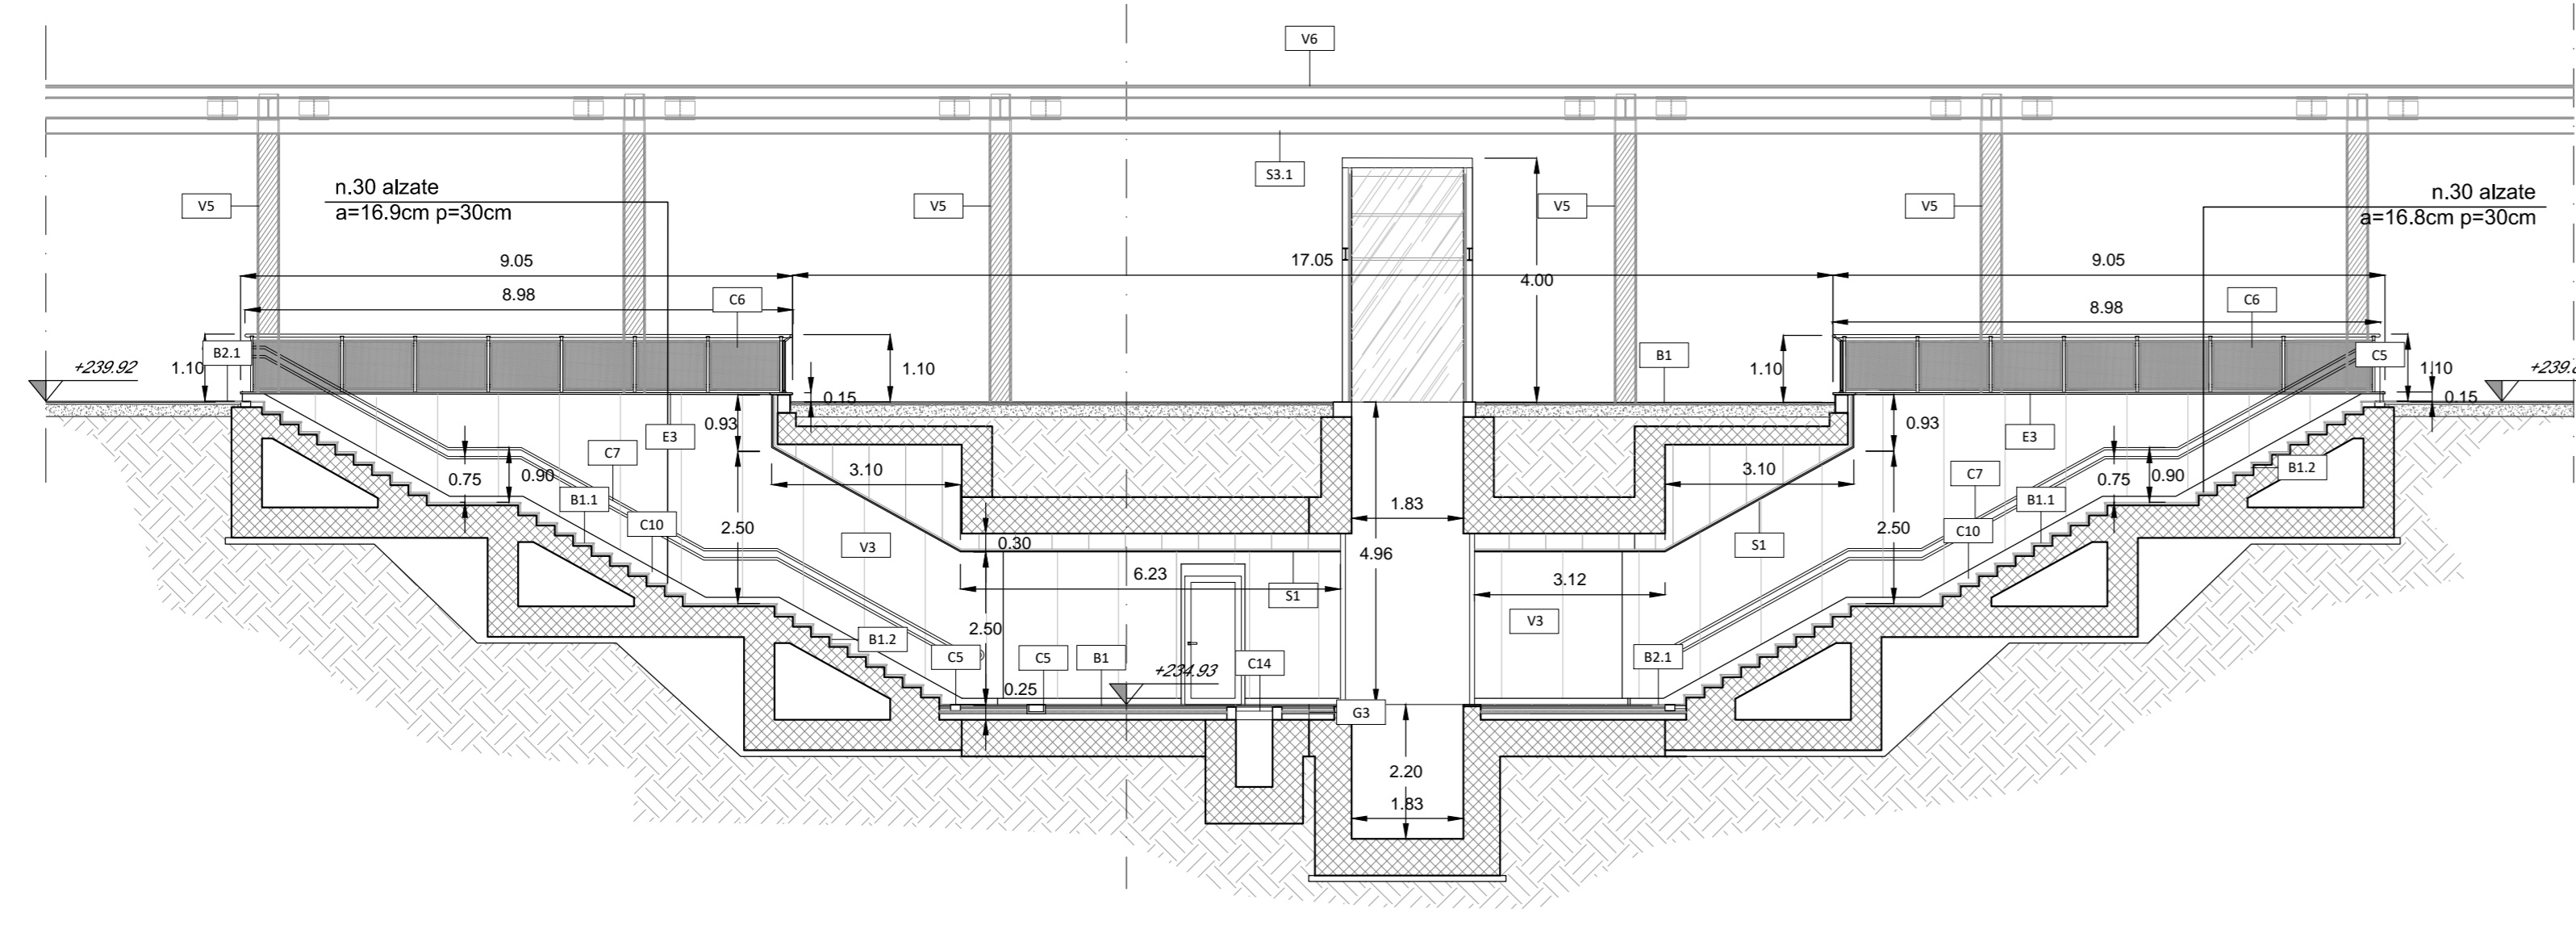 V6
S3.1
n.30 alzate
a=16.9cm p=30cm
n.30 alzate
a=16.8cm p=30cm
V5
V5
V5
V5
9.05
17.05
4.00
9.05
8.98
C6
C6
8.98
+239.92
1.10
B2.1
1.10
0.15
1.10
B1
C5
1.10
0.15
0.93
E3
0.93
E3
C7
0.75
0.90
3.10
3.10
C7
0.75
0.90
B1.2
B1.1
C10
2.50
V3
0.30
1.83
4.96
S1
2.50
C10
B1.1
6.23
S1
3.12
V3
2.50
B1.2
C5
C5
B1
+234.93
C14
B2.1
0.25
G3
2.20
1.83